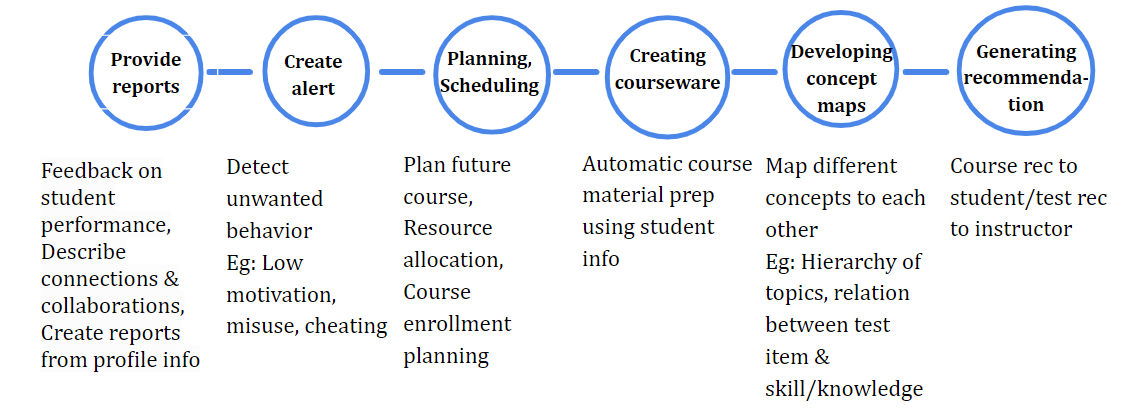 Provide
reports
Create
alert
Planning,
Scheduling
Creating
courseware
Developing
concept
maps
Generating
recommenda-
tion
Feedback on
student
performance,
Describe
connections &
collaborations,
Create reports
from profile info
Detect
unwanted
behavior
Eg: Low
motivation,
misuse, cheating
Plan future
course,
Resource
allocation,
Course
enrollment
planning
Automatic course
material prep
using student
info
Map different
concepts to each
other
Eg: Hierarchy of
topics, relation
between test
item &
skill/knowledge
Course rec to
student/test rec
to instructor